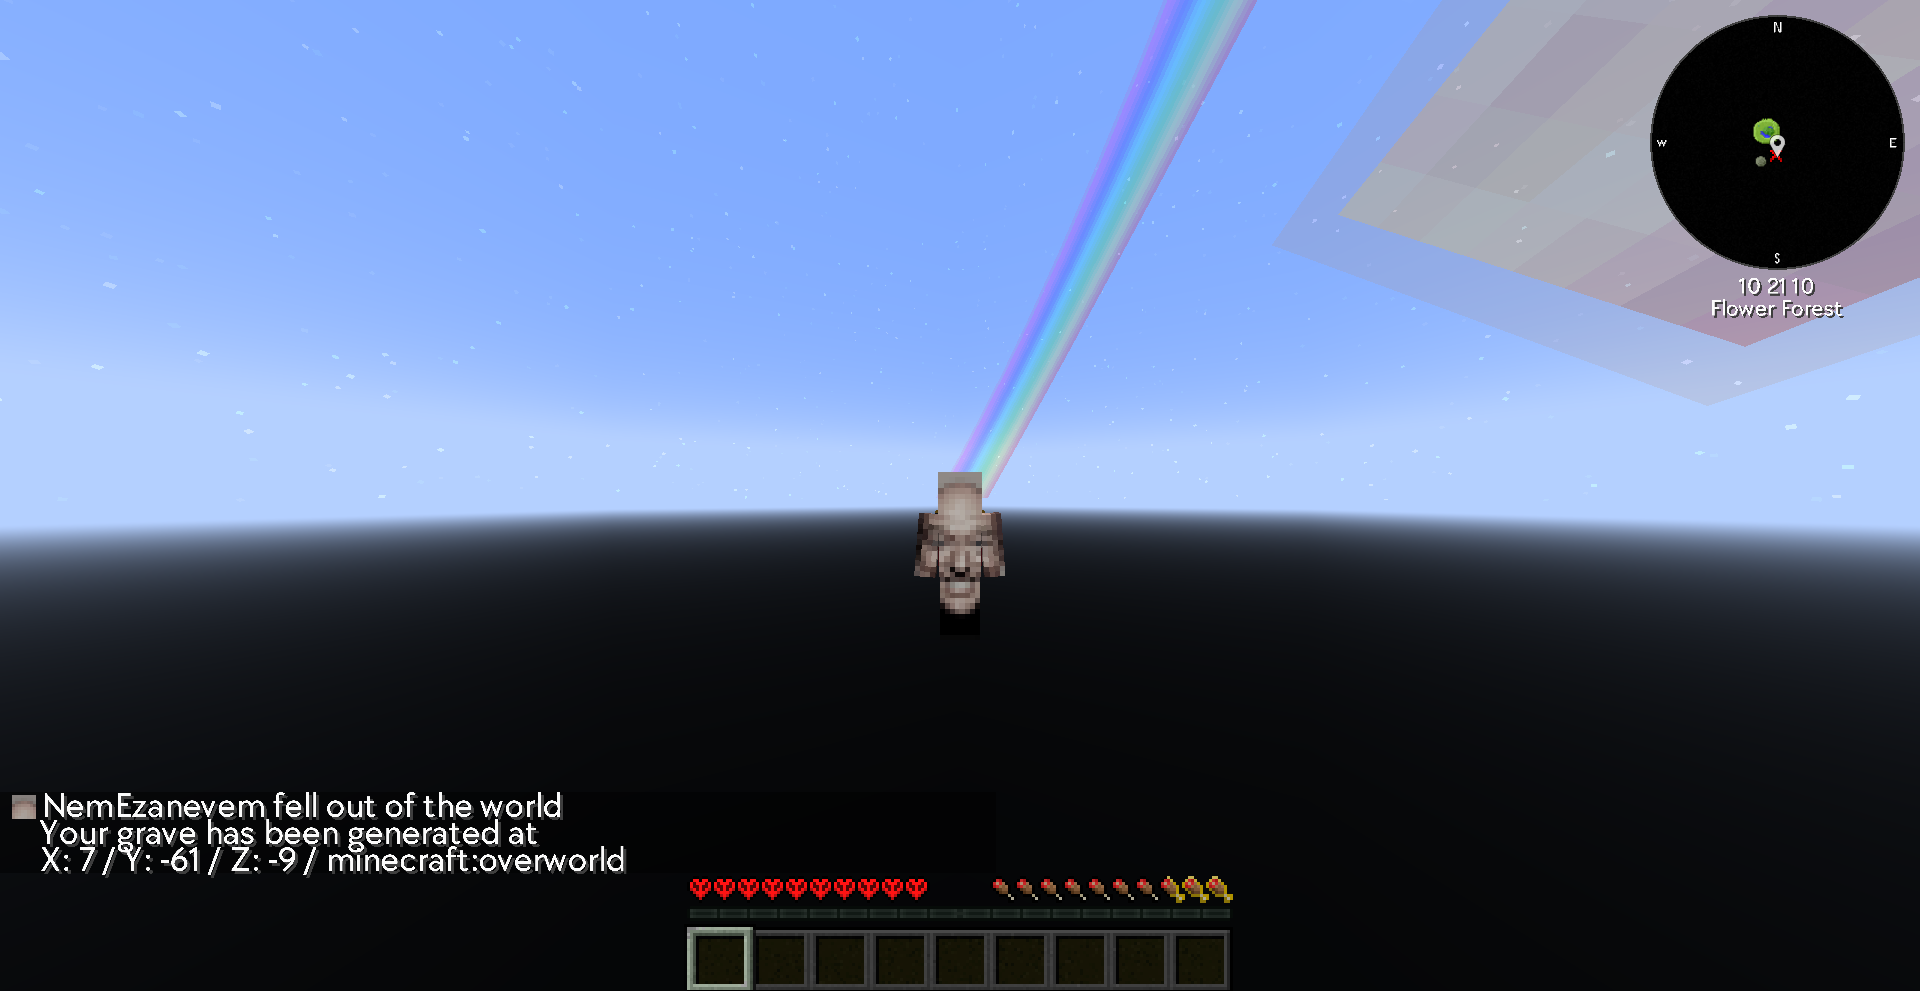 N
W
E
S
10 21 10
Flower Forest
NemEzanevem fell out of the world
Your grave has been generated at
X: 7 / Y: -61 / Z: -9 / minecraft:overworld